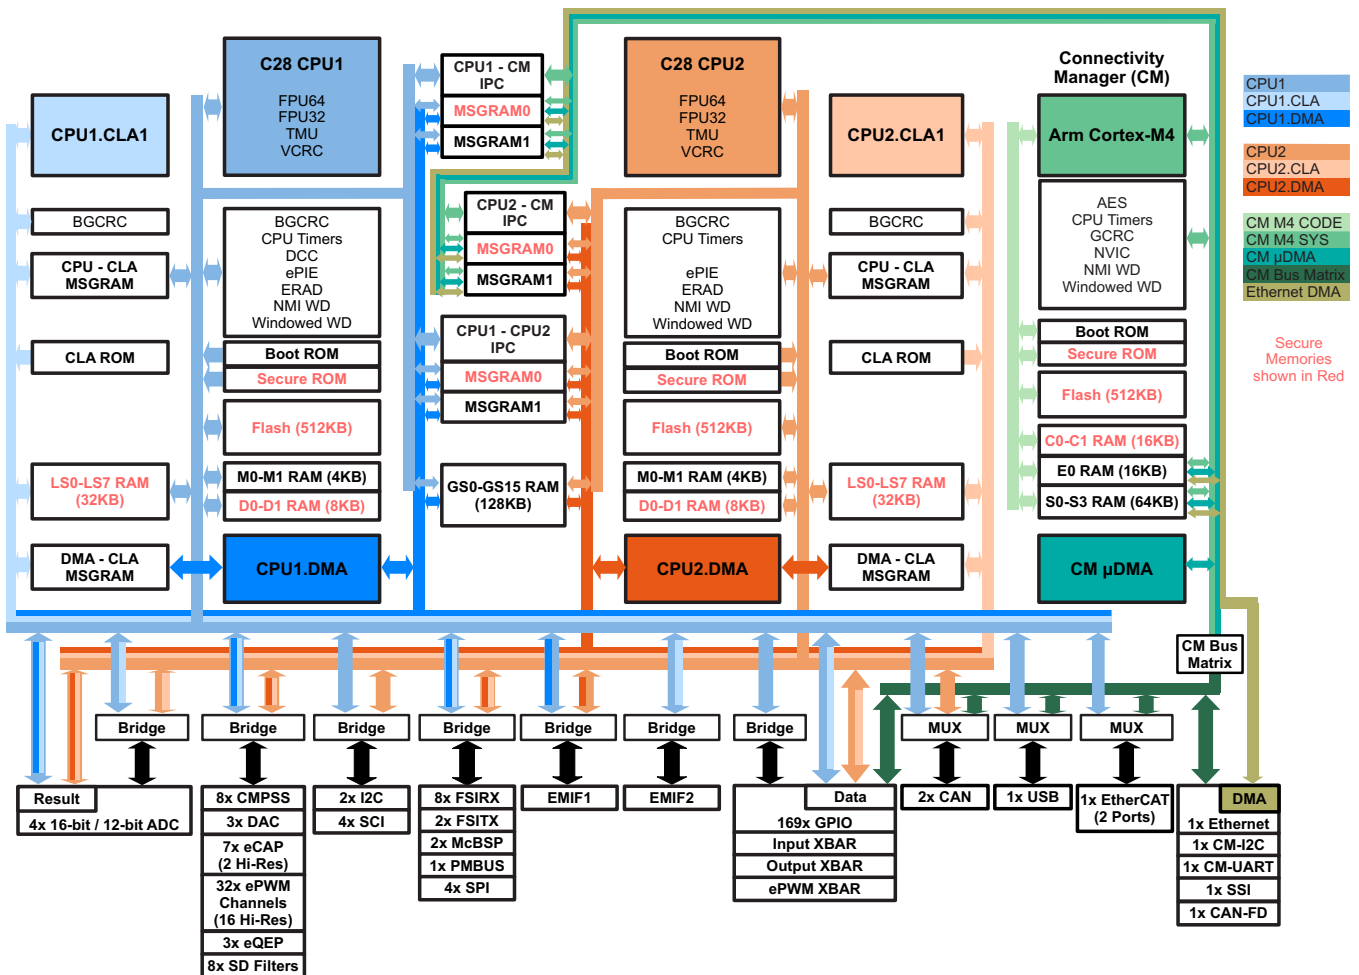 C28 CPU1
FPU64
FPU32
TMU
VCRC
CPU1.CLA1
BGCRC
CPU - CLA
MSGRAM
CLA ROM
LS0-LS7 RAM
(32KB)
DMA - CLA
MSGRAM
BGCRC
CPU Timers
DCC
ePIE
ERAD
NMI WD
Windowed WD
Boot ROM
Secure ROM
Flash (512KB)
M0-M1 RAM (4KB)
D0-D1 RAM (8KB)
CPU1.DMA
CPU1 - CM
IPC
MSGRAM0
MSGRAM1
CPU2 - CM
IPC
MSGRAM0
MSGRAM1
CPU1 - CPU2
IPC
MSGRAM0
MSGRAM1
GS0-GS15 RAM
(128KB)
C28 CPU2
FPU64
FPU32
TMU
VCRC
BGCRC
CPU Timers
ePIE
ERAD
NMI WD
Windowed WD
Boot ROM
Secure ROM
Flash (512KB)
M0-M1 RAM (4KB)
D0-D1 RAM (8KB)
CPU2.DMA
CPU2.CLA1
BGCRC
CPU - CLA
MSGRAM
CLA ROM
LS0-LS7 RAM
(32KB)
DMA - CLA
MSGRAM
Connectivity
Manager (CM)
Arm Cortex-M4
AES
CPU Timers
GCRC
NVIC
NMI WD
Windowed WD
Boot ROM
Secure ROM
Flash (512KB)
C0-C1 RAM (16KB)
E0 RAM (16KB)
S0-S3 RAM (64KB)
CM µDMA
CPU1
CPU1.CLA
CPU1.DMA
CPU2
CPU2.CLA
CPU2.DMA
CM M4 CODE
CM M4 SYS
CM µDMA
CM Bus Matrix
Ethernet DMA
Secure
Memories
shown in Red
CM Bus
Matrix
Bridge
Bridge
Bridge
Bridge
Bridge
Bridge
Bridge
MUX
MUX
MUX
Result
4x 16-bit / 12-bit ADC
8x CMPSS
3x DAC
7x eCAP
(2 Hi-Res)
32x ePWM
Channels
(16 Hi-Res)
3x eQEP
8x SD Filters
2x I2C
4x SCI
8x FSIRX
2x FSITX
2x McBSP
1x PMBUS
4x SPI
EMIF1
EMIF2
Data
169x GPIO
Input XBAR
Output XBAR
ePWM XBAR
2x CAN
1x USB
1x EtherCAT
(2 Ports)
DMA
1x Ethernet
1x CM-I2C
1x CM-UART
1x SSI
1x CAN-FD